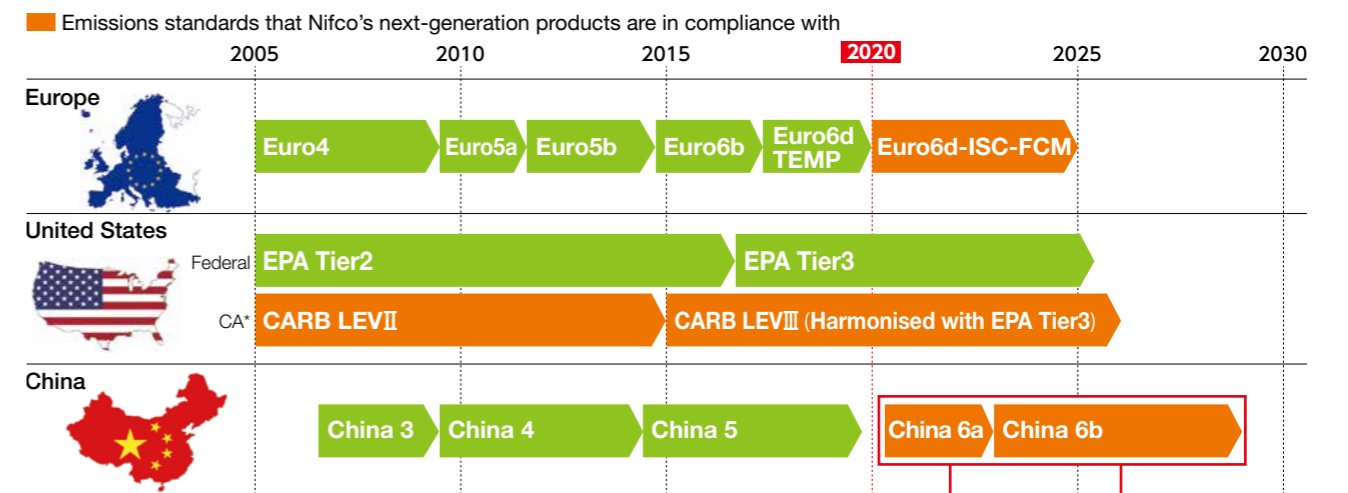 Emissions standards that Nifco’s next-generation products are in compliance with
2005 2010 2015 2020 2025 2030
Europe
Euro4 Euro5a Euro5b Euro6b Euro6d TEMP Euro6d-ISC-FCM
United States
Federal EPA Tier2 EPA Tier3
CA* CARB LEVⅡ CARB LEVⅢ (Harmonised with EPA Tier3)
China
China 3 China 4 China 5 China 6a China 6b